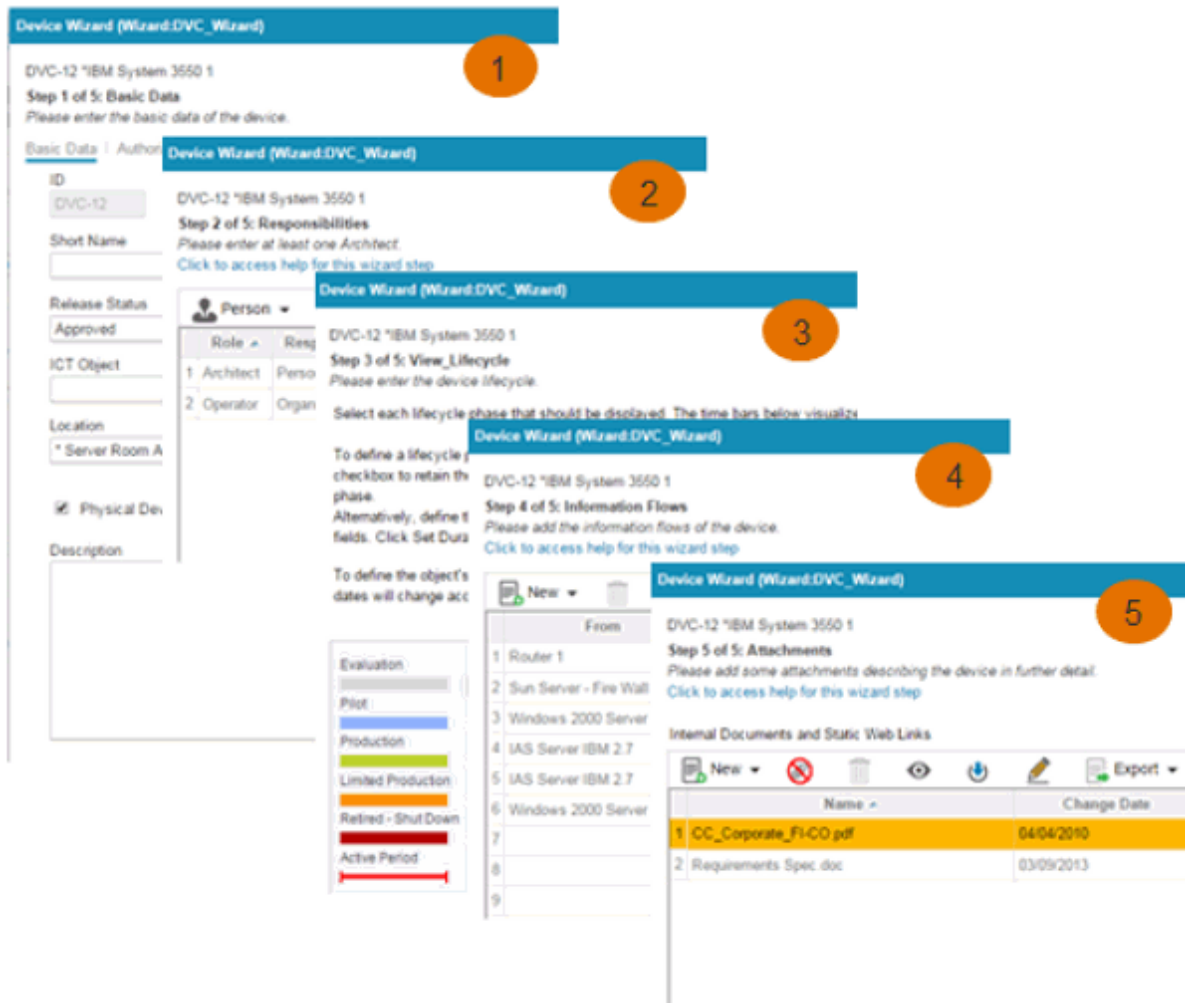 Device Wizard (Wizard:DVC_Wizard)
1
DVC-12 "IBM System 3550 1
Step 1 of 5: Basic Data
Please enter the basic data of the device.
Basic Data | Author
ID
DVC-12
Short Name
Release Status
Approved
ICT Object
Location
* Server Room A
Physical Dev
Description
Device Wizard (Wizard:DVC_Wizard)
2
DVC-12 "IBM System 3550 1
Step 2 of 5: Responsibilities
Please enter at least one Architect.
Click to access help for this wizard step
Person
Role Resp
1 Architect Perso
2 Operator Organ
Device Wizard (Wizard:DVC_Wizard)
3
DVC-12 "IBM System 3550 1
Step 3 of 5: View_Lifecycle
Please enter the device lifecycle.
Select each lifecycle phase that should be displayed. The time bars below visualize
To define a lifecycle p
checkbox to retain the
phase.
Alternatively, define t
fields. Click Set Dura
To define the object's
dates will change acc
Evaluation
Pilot
Production
Limited Production
Retired - Shut Down
Active Period
Device Wizard (Wizard:DVC_Wizard)
4
DVC-12 "IBM System 3550 1
Step 4 of 5: Information Flows
Please add the information flows of the device.
Click to access help for this wizard step
New
From
1 Router 1
2 Sun Server - Fire Wall
3 Windows 2000 Server
4 IAS Server IBM 2.7
5 IAS Server IBM 2.7
6 Windows 2000 Server
7
8
9
Device Wizard (Wizard:DVC_Wizard)
5
DVC-12 "IBM System 3550 1
Step 5 of 5: Attachments
Please add some attachments describing the device in further detail.
Click to access help for this wizard step
Internal Documents and Static Web Links
New Export
Name Change Date
1 CC_Corporate_FI-CO.pdf 04/04/2010
2 Requirements Spec.doc 03/09/2013